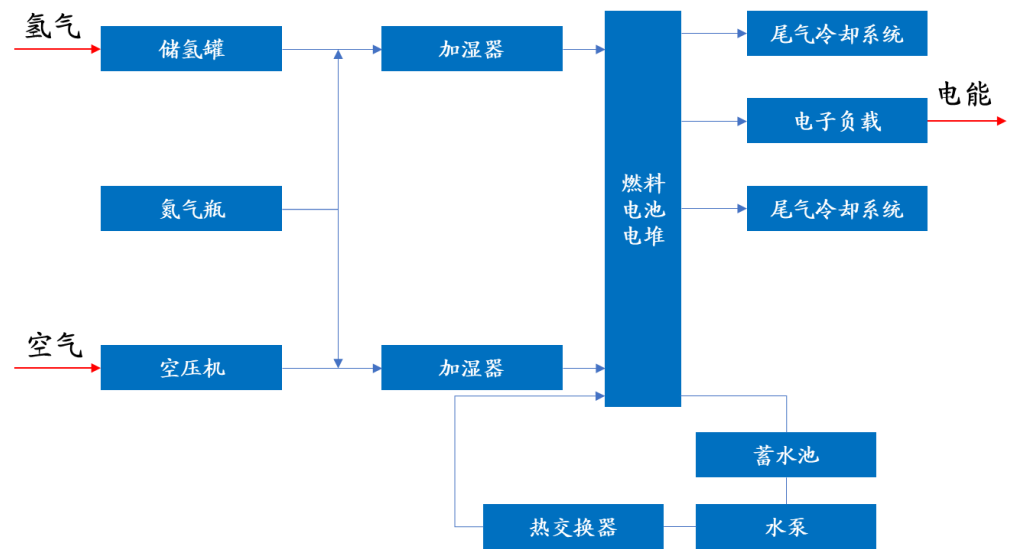 氢气
储氢罐
加湿器
尾气冷却系统
电能
电子负载
氮气瓶
燃料
电池
电堆
尾气冷却系统
空气
空压机
加湿器
蓄水池
热交换器
水泵